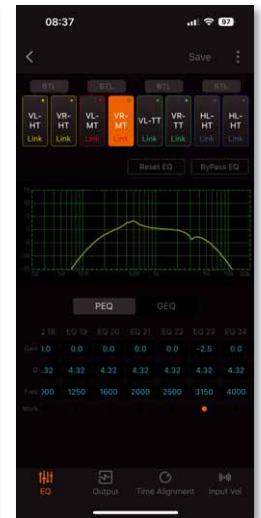 08:37 97
Save
BTL BTL BTL BTL
VL-HT VR-HT VL-MT VR-MT VL-TT VR-TT HL-HT HL-HT
Link Link Link Link Link Link Link Link
Reset EQ ByPass EQ
PEQ GEQ
EQ 19 EQ 20 EQ 21 EQ 22 EQ 23 EQ 24
Gain 0.0 0.0 0.0 0.0 -2.5 0.0
Q .32 4.32 4.32 4.32 4.32 4.32 4.32
Freq 1250 1600 2000 2500 3150 4000
EQ Output Time Alignment Input Vol